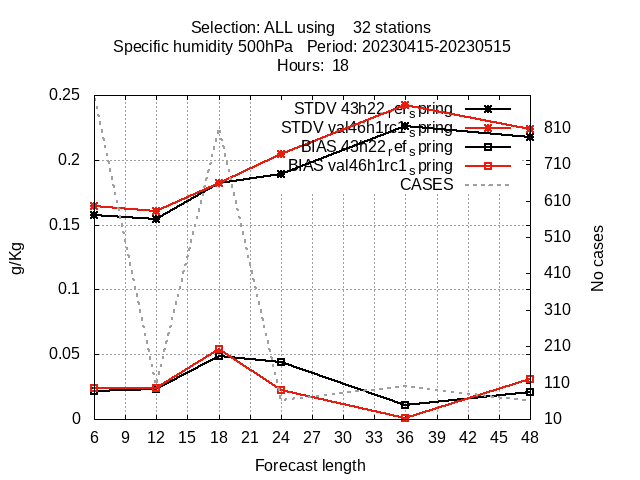 Selection: ALL using 32 stations
Specific humidity 500hPa Period: 20230415-20230515
Hours: 18
0.25
0.2
0.15
0.1
0.05
0
g/Kg
STDV 43h22_ref_spring
STDV val46h1rc1_spring
BIAS 43h22_ref_spring
BIAS val46h1rc1_spring
CASES
810
710
610
510
410
310
210
110
10
No cases
6 9 12 15 18 21 24 27 30 33 36 39 42 45 48
Forecast length